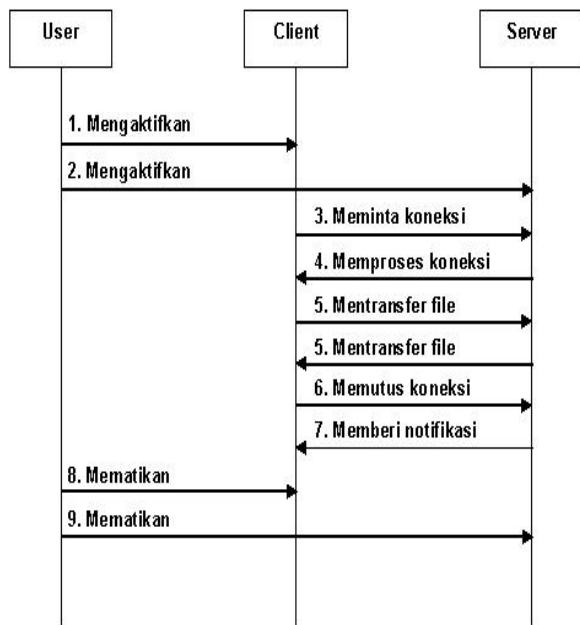 User
Client
Server
1. Mengaktifkan
2. Mengaktifkan
3. Meminta koneksi
4. Memproses koneksi
5. Mentransfer file
5. Mentransfer file
6. Memutus koneksi
7. Memberi notifikasi
8. Mematikan
9. Mematikan